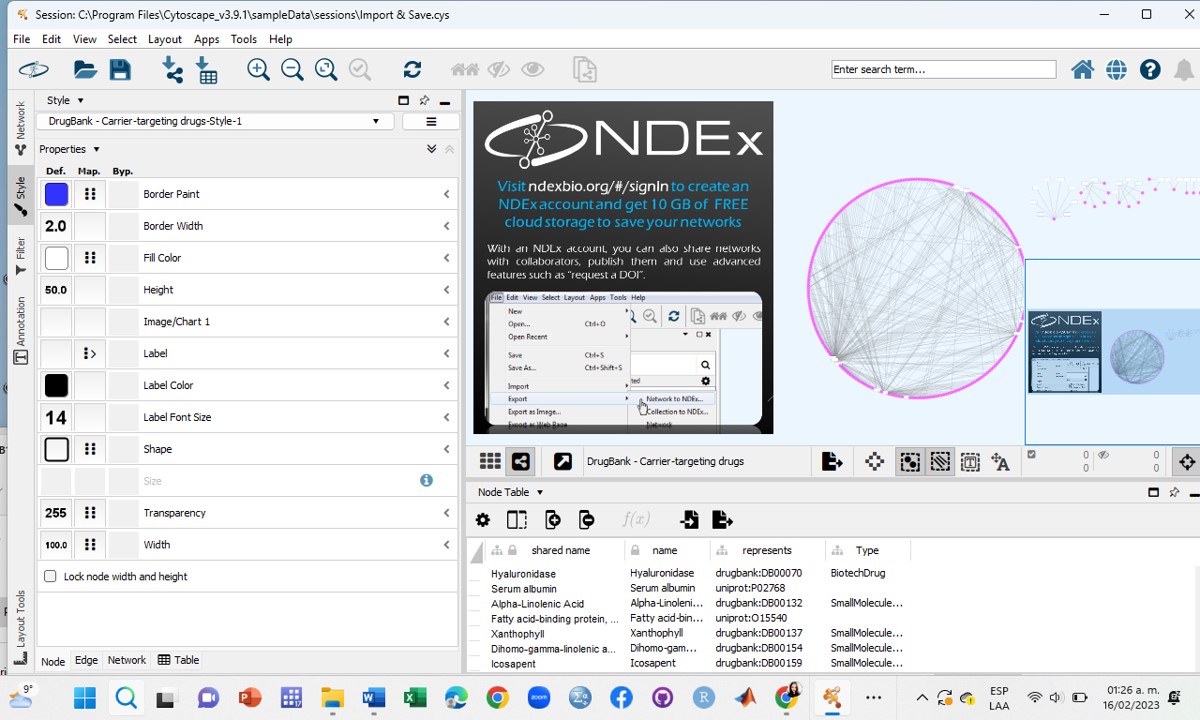 Session: C:\Program Files\Cytoscape_v3.9.1\sampleData\sessions\Import & Save.cys
File Edit View Select Layout Apps Tools Help
Enter search term...
Network
Style
Filter
Annotation
Layout Tools
Style
DrugBank - Carrier-targeting drugs-Style-1
Properties
Def. Map. Byp.
Border Paint
2.0 Border Width
Fill Color
50.0 Height
Image/Chart 1
Label
Label Color
14 Label Font Size
Shape
Size
255 Transparency
100.0 Width
Lock node width and height
Node Edge Network Table
NDEx
Visit ndexbio.org/#/signIn to create an
NDEx account and get 10 GB of FREE
cloud storage to save your networks
With an NDEx account, you can also share networks
with collaborators, publish them and use advanced
features such as “request a DOI”.
File Edit View Select Layout Apps Tools Help
New
Open... Ctrl+O
Open Recent
Save Ctrl+S
Save As... Ctrl+Shift+S
Import
Export
Network to NDEx...
Export as Image...
Collection to NDEx...
Export as Web Page
Network
ted
NDEx
DrugBank - Carrier-targeting drugs
0 0
0 0
Node Table
f(x)
shared name name represents Type
Hyaluronidase Hyaluronidase drugbank:DB00070 BiotechDrug
Serum albumin Serum albumin uniprot:P02768
Alpha-Linolenic Acid Alpha-Linoleni... drugbank:DB00132 SmallMolecule...
Fatty acid-binding protein, ... Fatty acid-bin... uniprot:O15540
Xanthophyll Xanthophyll drugbank:DB00137 SmallMolecule...
Dihomo-gamma-linolenic a... Dihomo-gam... drugbank:DB00154 SmallMolecule...
Icosapent Icosapent drugbank:DB00159 SmallMolecule...
9°
zoom
ESP
LAA
01:26 a. m.
16/02/2023